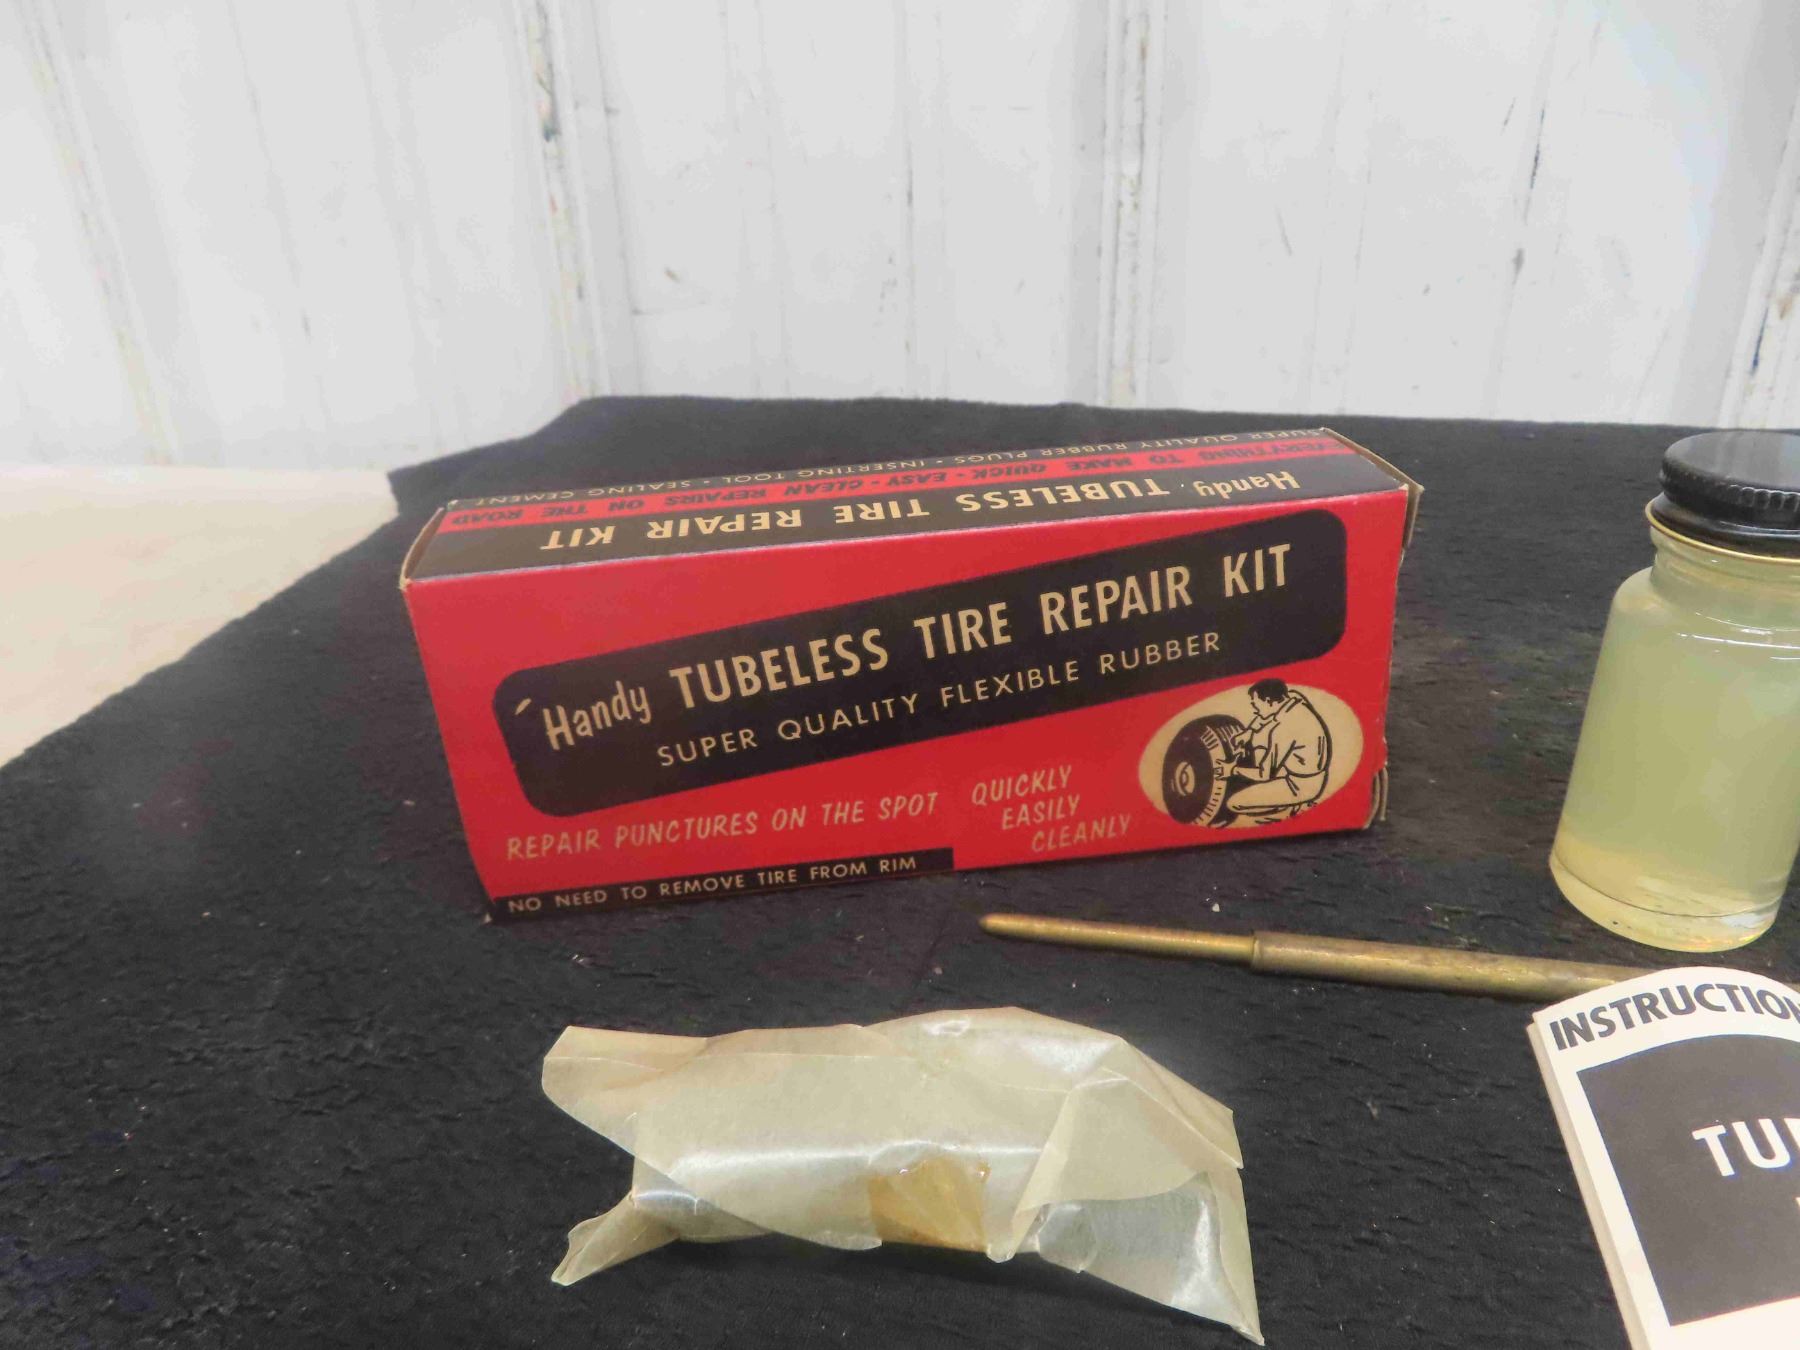 SUPER QUALITY RUBBER PLUGS • INSERTING TOOL • SEALING CEMENT
EVERYTHING TO MAKE QUICK - EASY - CLEAN REPAIRS ON THE ROAD
Handy TUBELESS TIRE REPAIR KIT
Handy TUBELESS TIRE REPAIR KIT
SUPER QUALITY FLEXIBLE RUBBER
REPAIR PUNCTURES ON THE SPOT
QUICKLY
EASILY
CLEANLY
NO NEED TO REMOVE TIRE FROM RIM
INSTRUCTION
TU